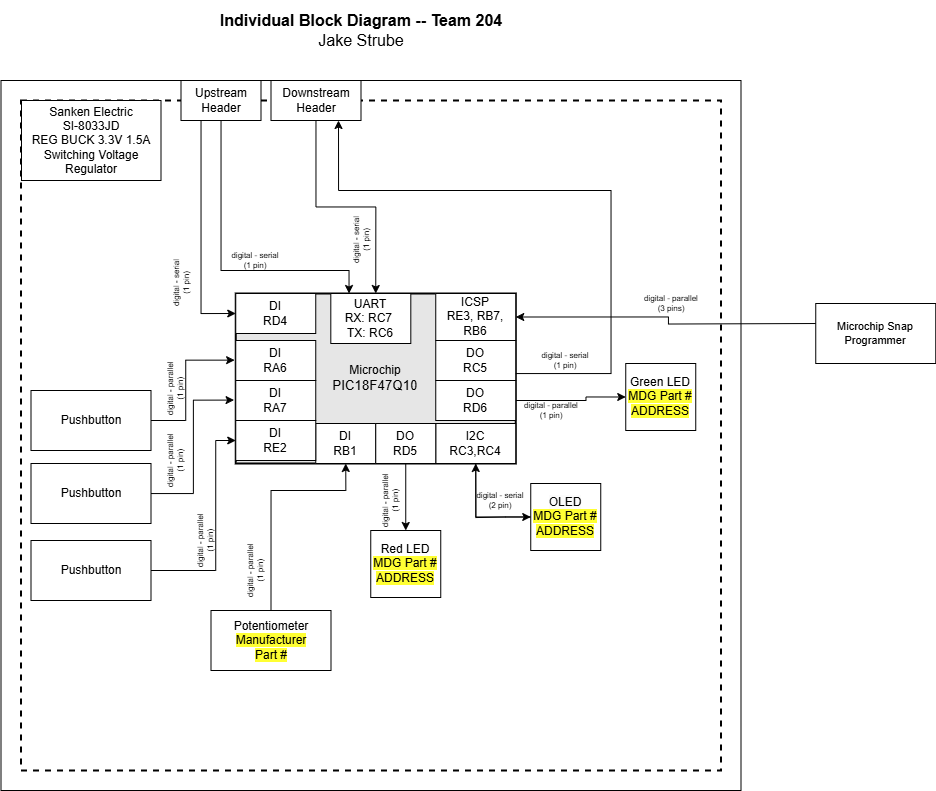 Individual Block Diagram -- Team 204
Jake Strube
Upstream
Header
Downstream
Header
Sanken Electric
SI-8033JD
REG BUCK 3.3V 1.5A
Switching Voltage
Regulator
digital - serial
(1 pin)
digital - serial
(1 pin)
digital - serial
(1 pin)
digital - parallel
(3 pins)
Microchip Snap
Programmer
DI
RD4
UART
RX: RC7
TX: RC6
ICSP
RE3, RB7,
RB6
DI
RA6
Microchip
PIC18F47Q10
DO
RC5
digital - serial
(1 pin)
DI
RA7
DO
RD6
digital - parallel
(1 pin)
Green LED
MDG Part #
ADDRESS
DI
RE2
DI
RB1
DO
RD5
I2C
RC3,RC4
digital - parallel
(1 pin)
Pushbutton
digital - parallel
(1 pin)
Pushbutton
digital - parallel
(1 pin)
Pushbutton
digital - parallel
(1 pin)
digital - parallel
(1 pin)
digital - serial
(2 pin)
OLED
MDG Part #
ADDRESS
Red LED
MDG Part #
ADDRESS
Potentiometer
Manufacturer
Part #